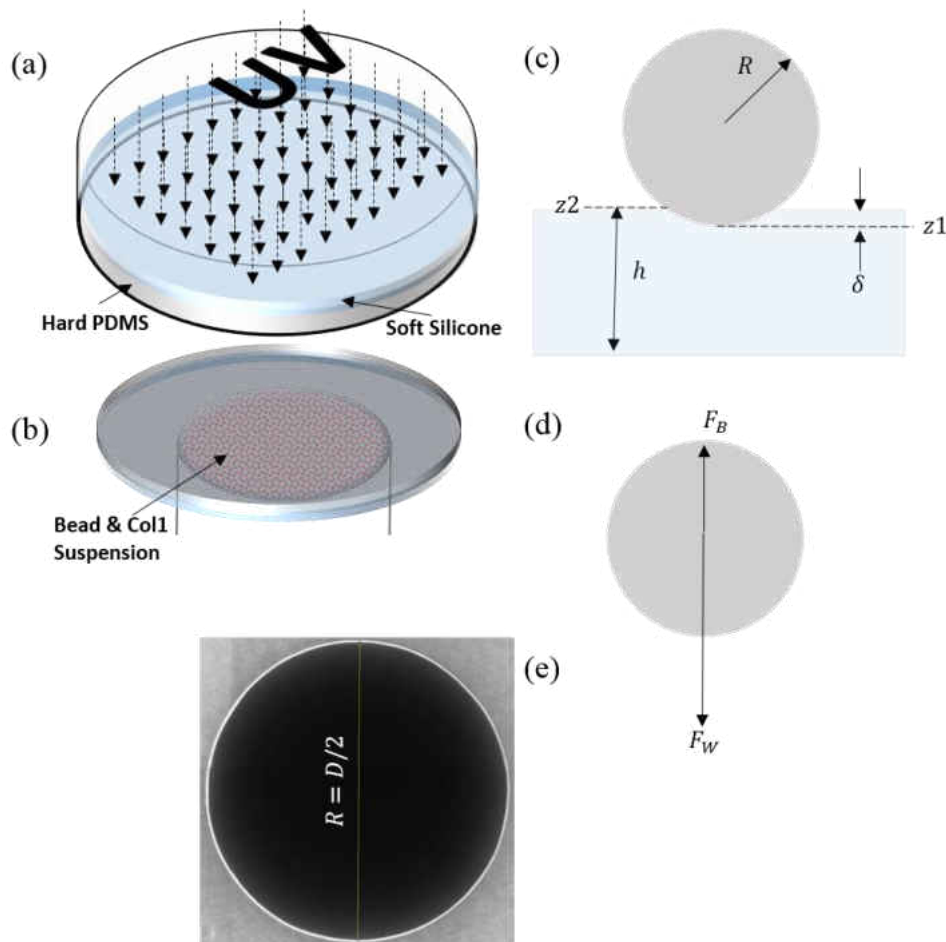 (a)
UV
Hard PDMS
Soft Silicone
(b)
Bead & Col1
Suspension
(c)
R
z2
z1
h
δ
(d)
F_B
F_W
(e)
R = D/2